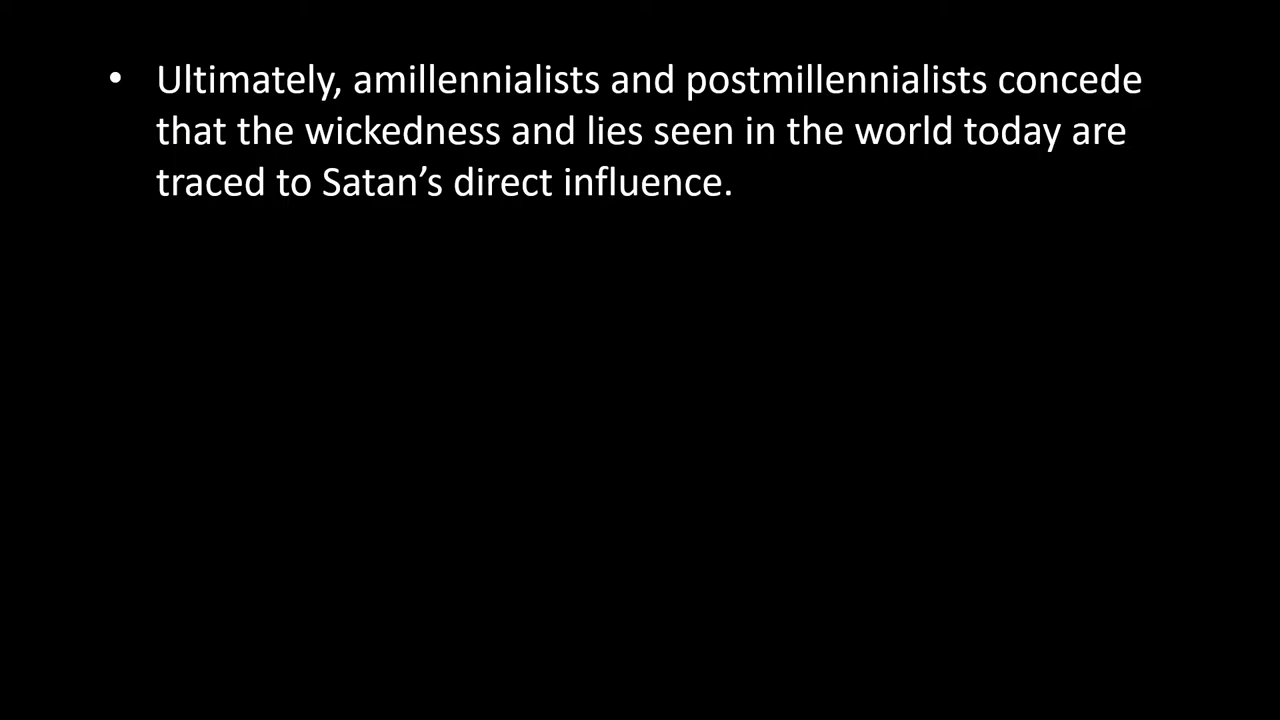 • Ultimately, amillennialists and postmillennialists concede
that the wickedness and lies seen in the world today are
traced to Satan’s direct influence.